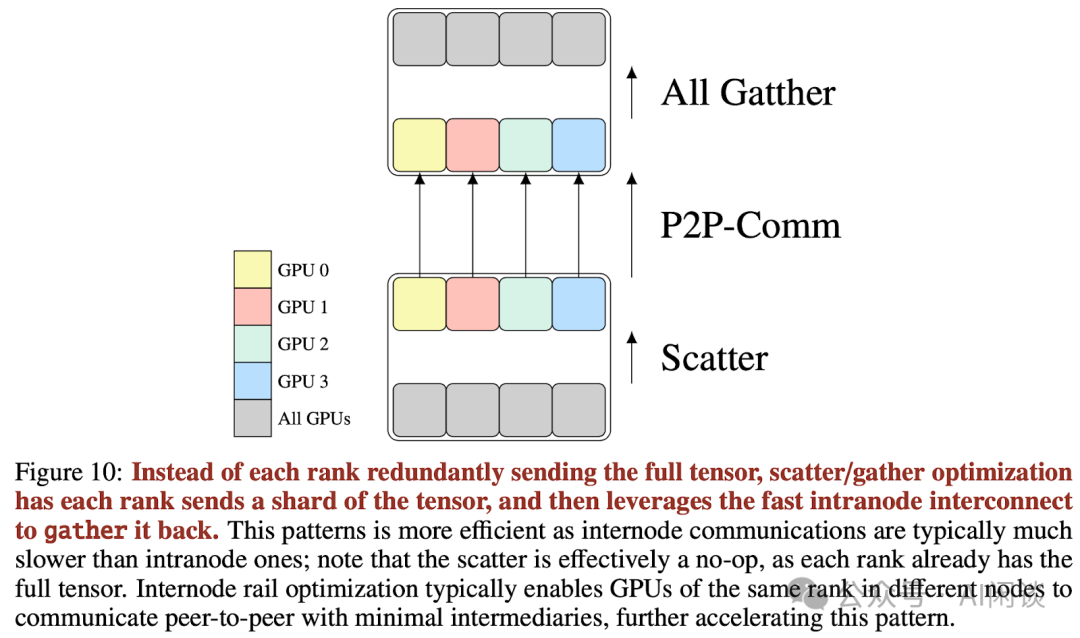 All Gatther
P2P-Comm
GPU 0
GPU 1
GPU 2
GPU 3
All GPUs
Scatter
Figure 10: Instead of each rank redundantly sending the full tensor, scatter/gather optimization
has each rank sends a shard of the tensor, and then leverages the fast intranode interconnect
to gather it back. This patterns is more efficient as internode communications are typically much
slower than intranode ones; note that the scatter is effectively a no-op, as each rank already has the
full tensor. Internode rail optimization typically enables GPUs of the same rank in different nodes to
communicate peer-to-peer with minimal intermediaries, further accelerating this pattern.
公众号 · AI闲谈